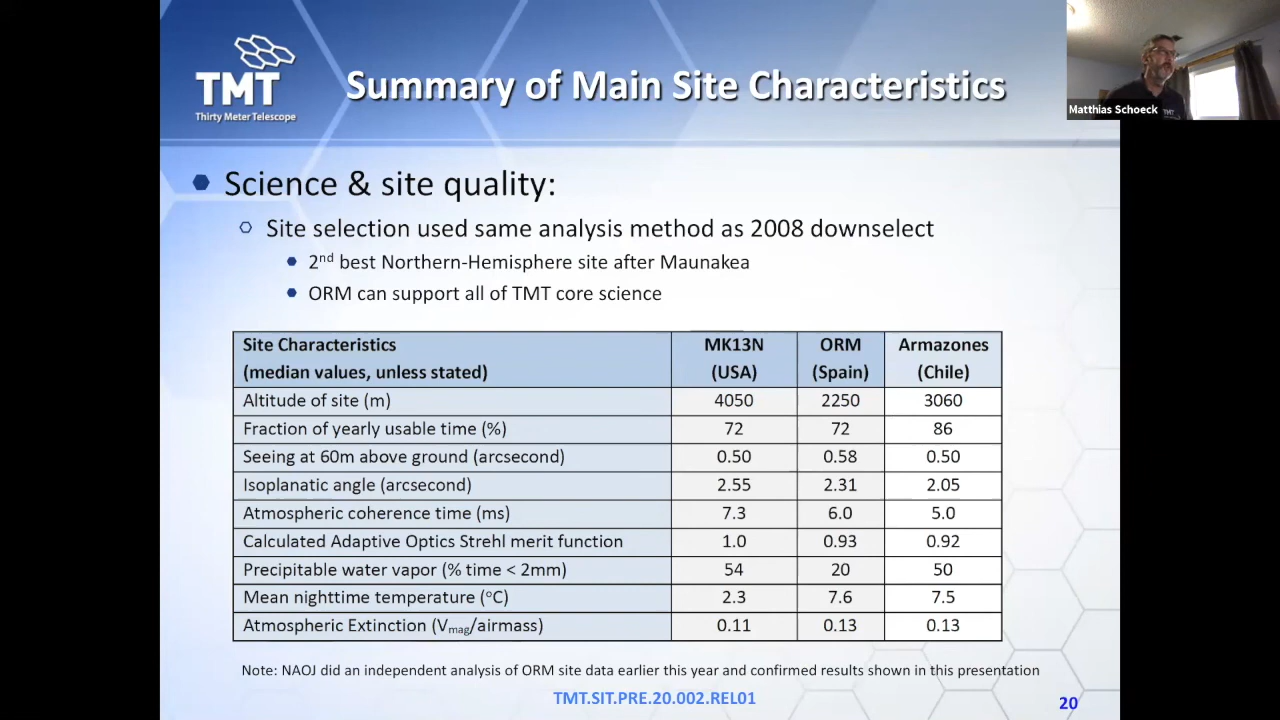 TMT
Thirty Meter Telescope
Summary of Main Site Characteristics
Matthias Schoeck
TMT
Science & site quality:
Site selection used same analysis method as 2008 downselect
2nd best Northern-Hemisphere site after Maunakea
ORM can support all of TMT core science
Site Characteristics (median values, unless stated) MK13N (USA) ORM (Spain) Armazones (Chile)
Altitude of site (m) 4050 2250 3060
Fraction of yearly usable time (%) 72 72 86
Seeing at 60m above ground (arcsecond) 0.50 0.58 0.50
Isoplanatic angle (arcsecond) 2.55 2.31 2.05
Atmospheric coherence time (ms) 7.3 6.0 5.0
Calculated Adaptive Optics Strehl merit function 1.0 0.93 0.92
Precipitable water vapor (% time < 2mm) 54 20 50
Mean nighttime temperature (°C) 2.3 7.6 7.5
Atmospheric Extinction (Vmag/airmass) 0.11 0.13 0.13
Note: NAOJ did an independent analysis of ORM site data earlier this year and confirmed results shown in this presentation
TMT.SIT.PRE.20.002.REL01
20